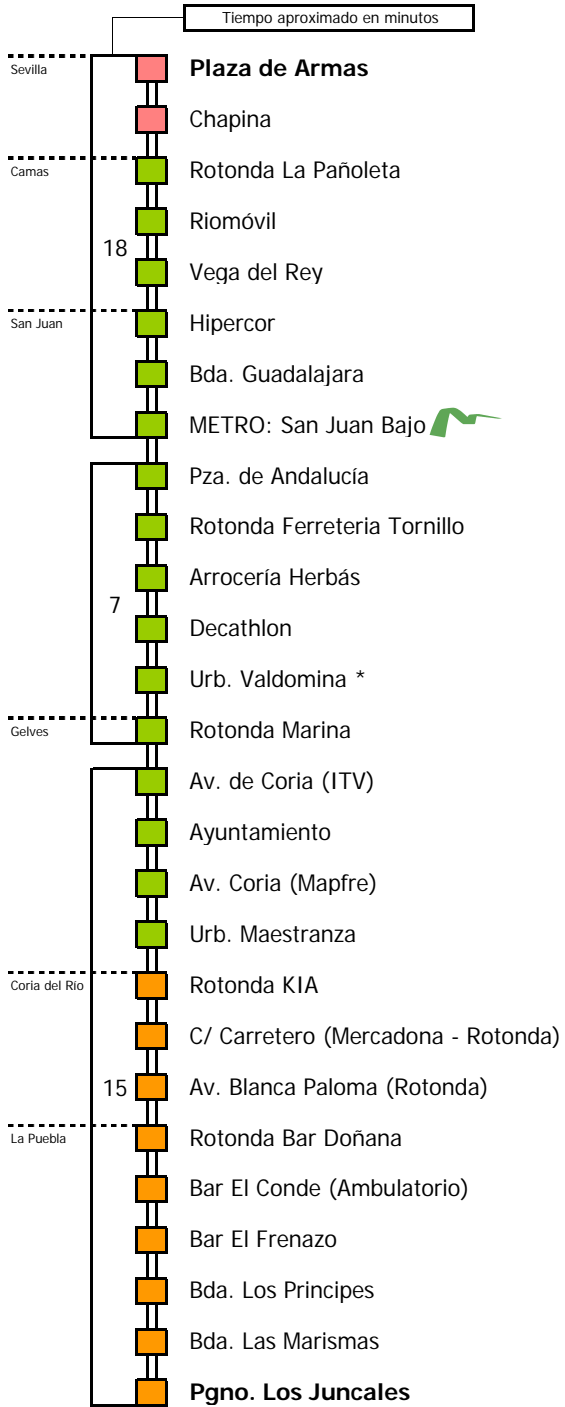 Tiempo aproximado en minutos
Sevilla
Plaza de Armas
Chapina
Camas
Rotonda La Pañoleta
Riomóvil
18
Vega del Rey
San Juan
Hipercor
Bda. Guadalajara
METRO: San Juan Bajo
Pza. de Andalucía
Rotonda Ferreteria Tornillo
Arrocería Herbás
7
Decathlon
Urb. Valdomina *
Gelves
Rotonda Marina
Av. de Coria (ITV)
Ayuntamiento
Av. Coria (Mapfre)
Urb. Maestranza
Coria del Río
Rotonda KIA
C/ Carretero (Mercadona - Rotonda)
15
Av. Blanca Paloma (Rotonda)
La Puebla
Rotonda Bar Doñana
Bar El Conde (Ambulatorio)
Bar El Frenazo
Bda. Los Principes
Bda. Las Marismas
Pgno. Los Juncales